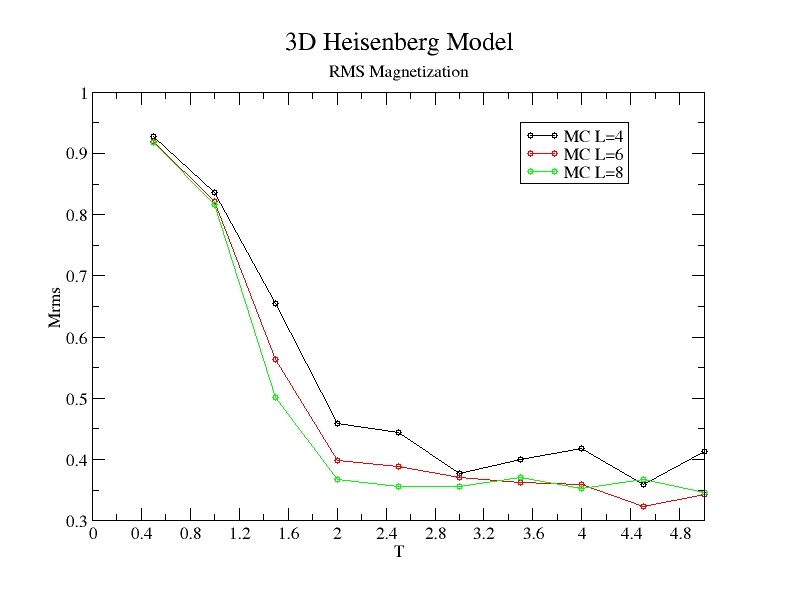 3D Heisenberg Model
RMS Magnetization
1
0.9
0.8
0.7
0.6
0.5
0.4
0.3
Mrms
MC L=4
MC L=6
MC L=8
0 0.4 0.8 1.2 1.6 2 2.4 2.8 3.2 3.6 4 4.4 4.8
T